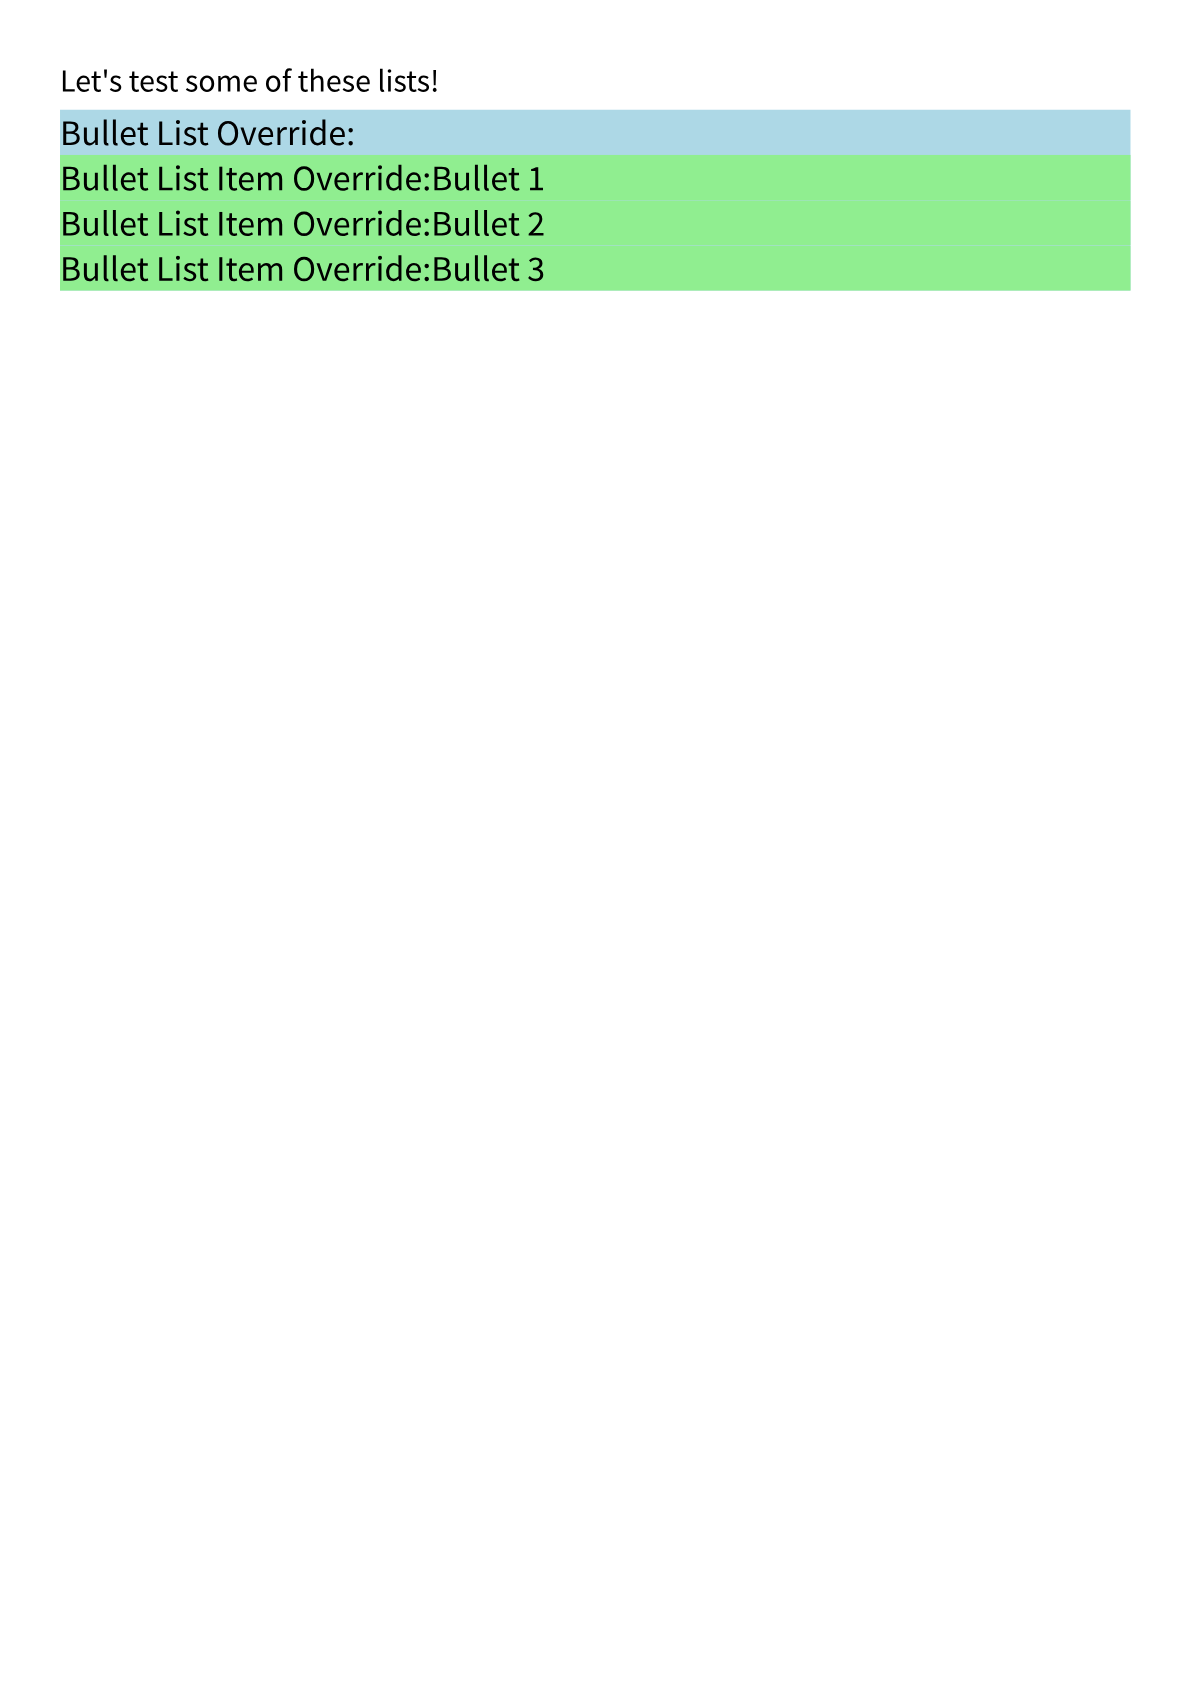 Let's test some of these lists!
Bullet List Override:
Bullet List Item Override:Bullet 1
Bullet List Item Override:Bullet 2
Bullet List Item Override:Bullet 3